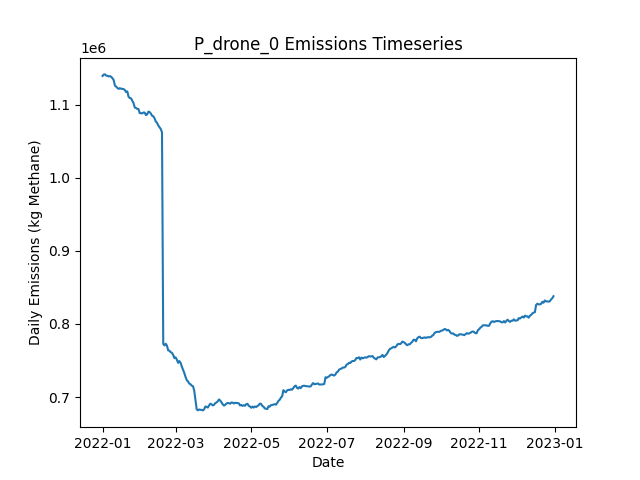 P_drone_0 Emissions Timeseries
1e6
1.1
1.0
0.9
0.8
0.7
Daily Emissions (kg Methane)
2022-01 2022-03 2022-05 2022-07 2022-09 2022-11 2023-01
Date